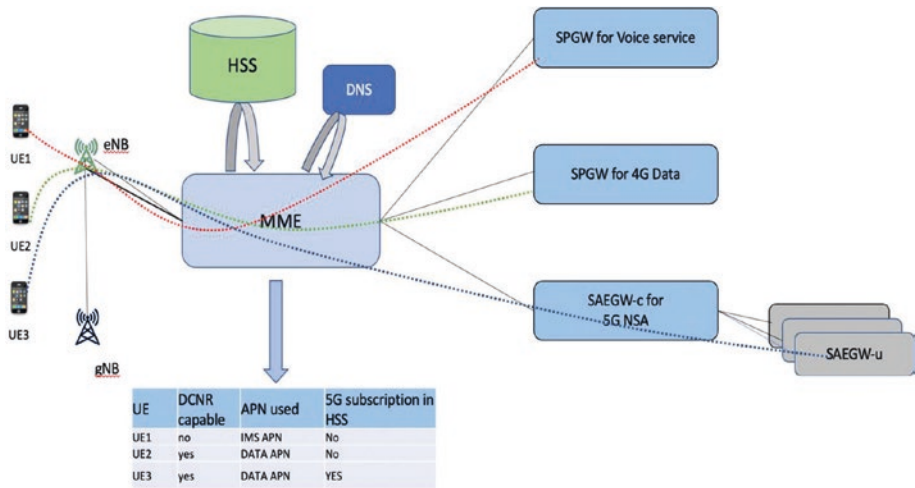 SPGW for Voice service
HSS
DNS
UE1
eNB
SPGW for 4G Data
UE2
MME
UE3
SAEGW-c for
5G NSA
SAEGW-u
gNB
UE DCNR capable APN used 5G subscription in HSS
UE1 no IMS APN No
UE2 yes DATA APN No
UE3 yes DATA APN YES